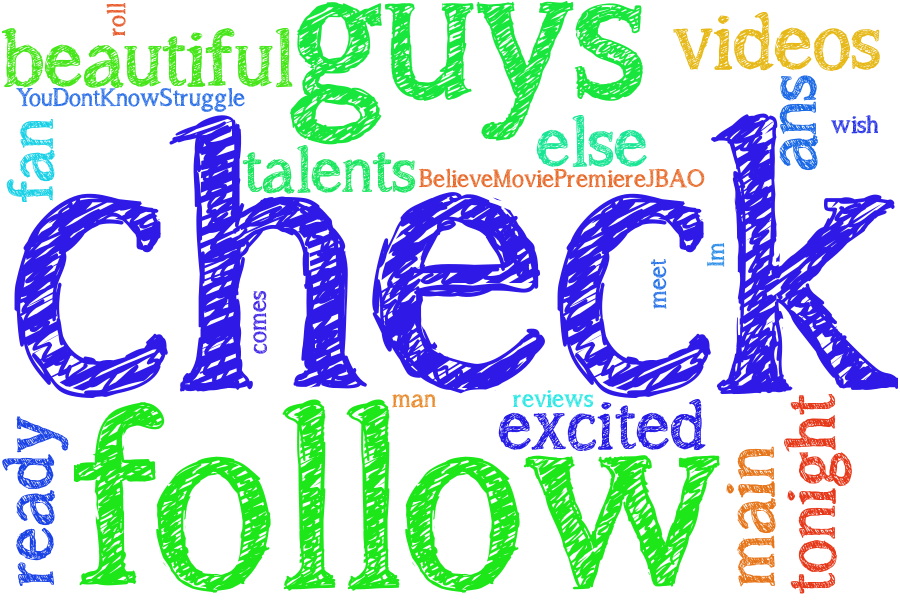 roll
beautiful
guys
videos
YouDontKnowStruggle
fan
talents
else
ans
wish
BelieveMoviePremiereJBAO
check
comes
meet
lm
man
reviews
ready
follow
excited
main
tonight